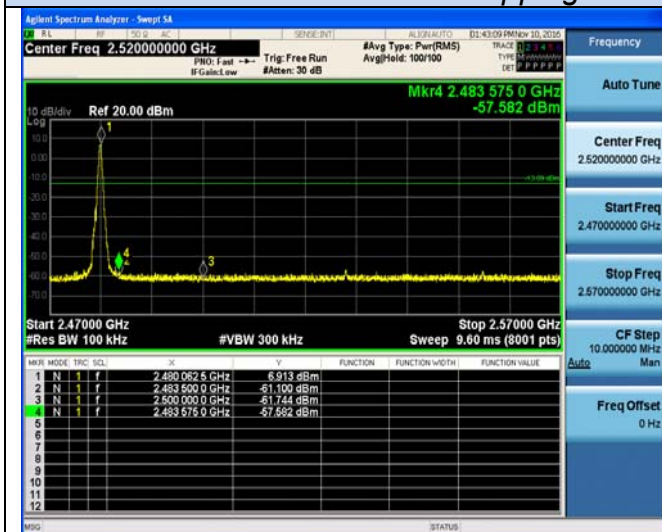 Agilent Spectrum Analyzer - Swept SA
RL RF 50 Ω AC SENSE:INT ALIGNAUTO 01:43:09 PM Nov 10, 2016
Center Freq 2.520000000 GHz
PNO: Fast
IFGain:Low
Trig: Free Run
#Atten: 30 dB
#Avg Type: Pwr(RMS)
Avg|Hold: 100/100
TRACE 1 2 3 4 5 6
TYPE M
DET P P P P P P
Mkr4 2.483 575 0 GHz
-57.582 dBm
10 dB/div Ref 20.00 dBm
Log
10.0
0.00
-10.0
-20.0
-30.0
-40.0
-50.0
-60.0
-70.0
-13.09 dBm
1
4
3
Start 2.47000 GHz Stop 2.57000 GHz
#Res BW 100 kHz #VBW 300 kHz Sweep 9.60 ms (8001 pts)
MKR MODE TRC SCL X Y FUNCTION FUNCTION WIDTH FUNCTION VALUE
1 N 1 f 2.480 062 5 GHz 6.913 dBm
2 N 1 f 2.483 500 0 GHz -61.100 dBm
3 N 1 f 2.500 000 0 GHz -61.744 dBm
4 N 1 f 2.483 575 0 GHz -57.582 dBm
5
6
7
8
9
10
11
12
MSG STATUS
Frequency
Auto Tune
Center Freq
2.520000000 GHz
Start Freq
2.470000000 GHz
Stop Freq
2.570000000 GHz
CF Step
10.000000 MHz
Auto Man
Freq Offset
0 Hz